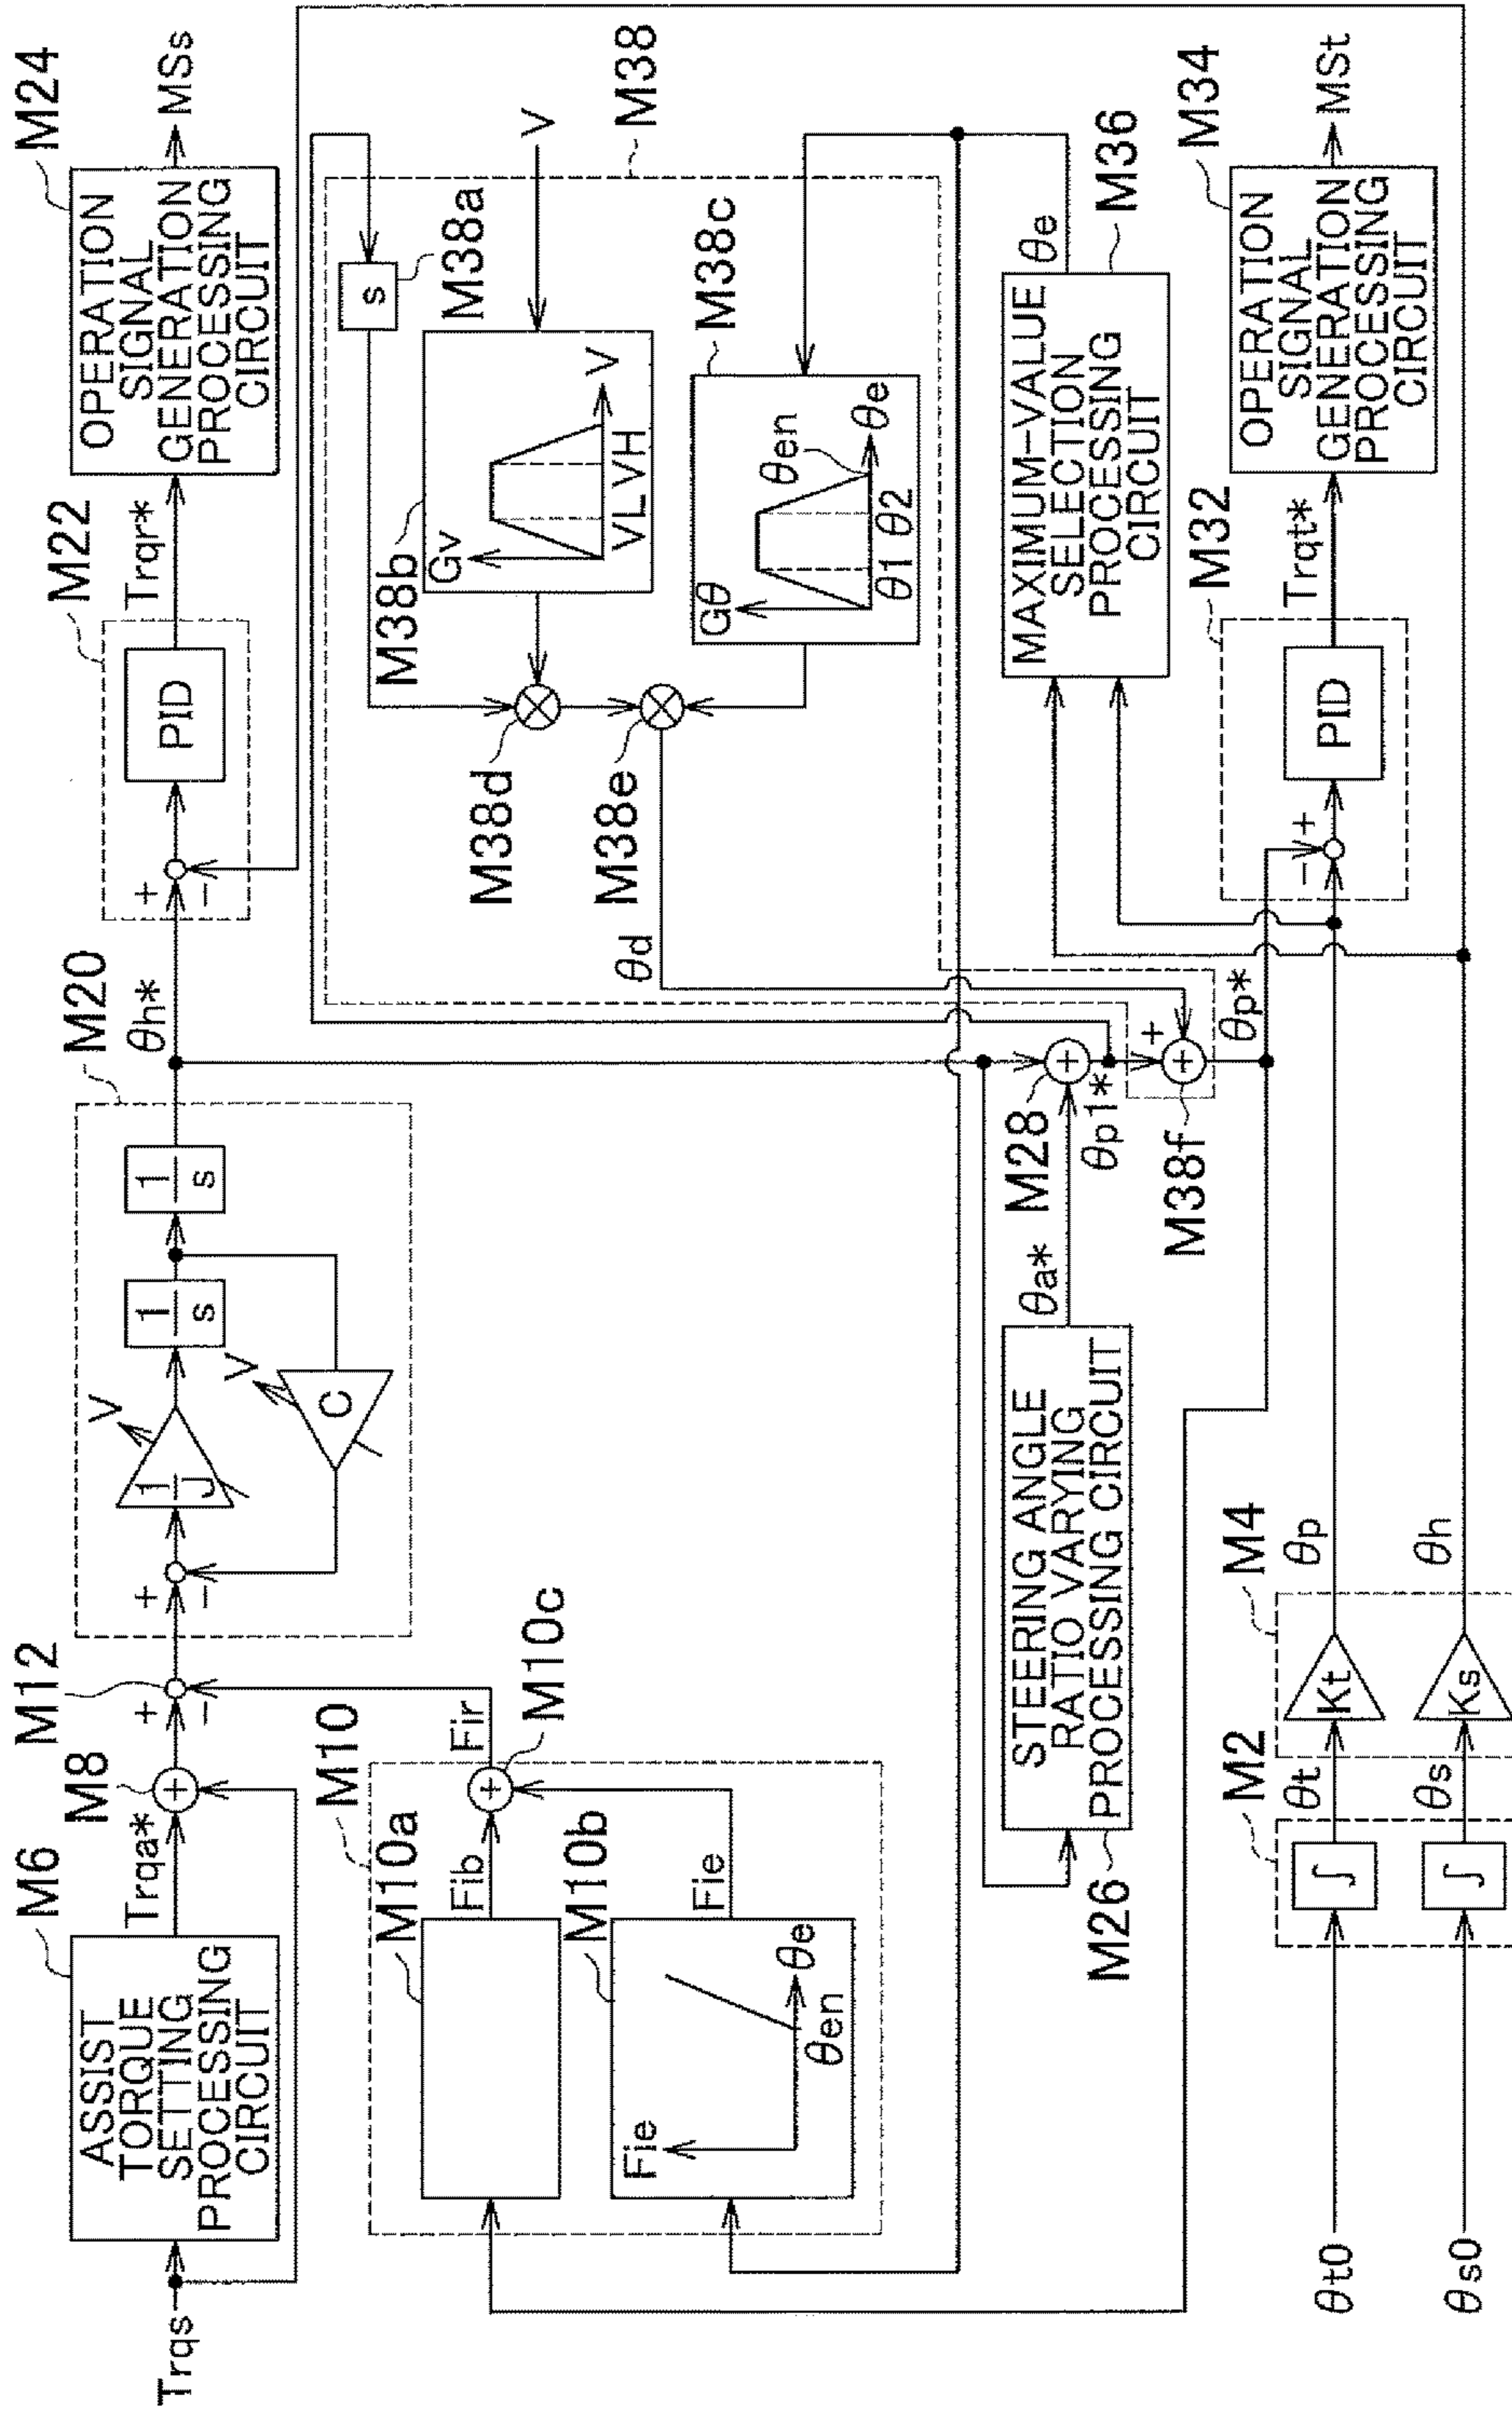 M6
ASSIST
TORQUE
SETTING
PROCESSING
CIRCUIT
Trqs
Trqa*
M8
M12
+
−
+
M20
+
−
1
J
V
1
s
1
s
C
V
θh*
M22
+
−
PID
Trqr*
M24
OPERATION
SIGNAL
GENERATION
PROCESSING
CIRCUIT
MSs
M10
M10a
Fib
M10b
Fie
θen
θe
Fie
M10c
+
Fir
M38
s
M38a
V
M38b
Gv
VL VH
V
M38c
Gθ
θ1 θ2
θen
θe
M38d
M38e
θd
M26
STEERING ANGLE
RATIO VARYING
PROCESSING CIRCUIT
θa*
M28
+
θp1*
M38f
+
+
θp*
M36
MAXIMUM-VALUE
SELECTION
PROCESSING
CIRCUIT
θe
M32
−
+
PID
Trqt*
M34
OPERATION
SIGNAL
GENERATION
PROCESSING
CIRCUIT
MSt
θt0
θs0
M2
∫
∫
θt
θs
M4
Kt
Ks
θp
θh